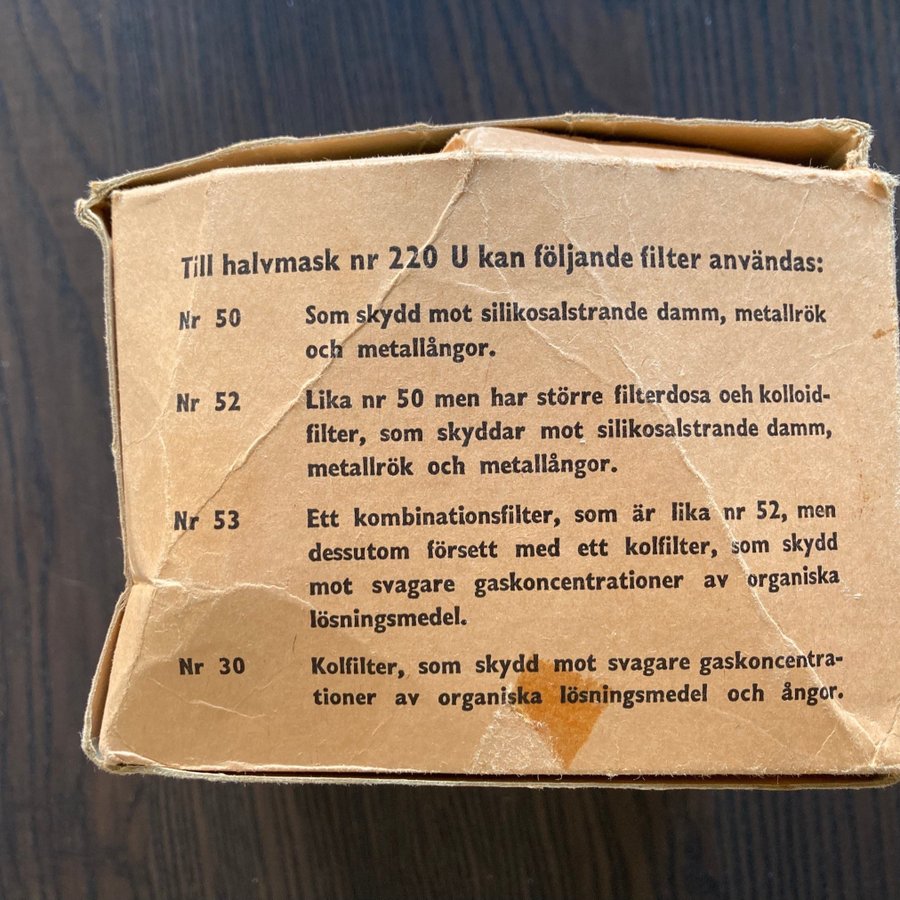 Till halvmask nr 220 U kan följande filter användas:
Nr 50 Som skydd mot silikosalstrande damm, metallrök
och metallångor.
Nr 52 Lika nr 50 men har större filterdosa oeh kolloid-
filter, som skyddar mot silikosalstrande damm,
metallrök och metallångor.
Nr 53 Ett kombinationsfilter, som är lika nr 52, men
dessutom försett med ett kolfilter, som skydd
mot svagare gaskoncentrationer av organiska
lösningsmedel.
Nr 30 Kolfilter, som skydd mot svagare gaskoncentra-
tioner av organiska lösningsmedel och ångor.